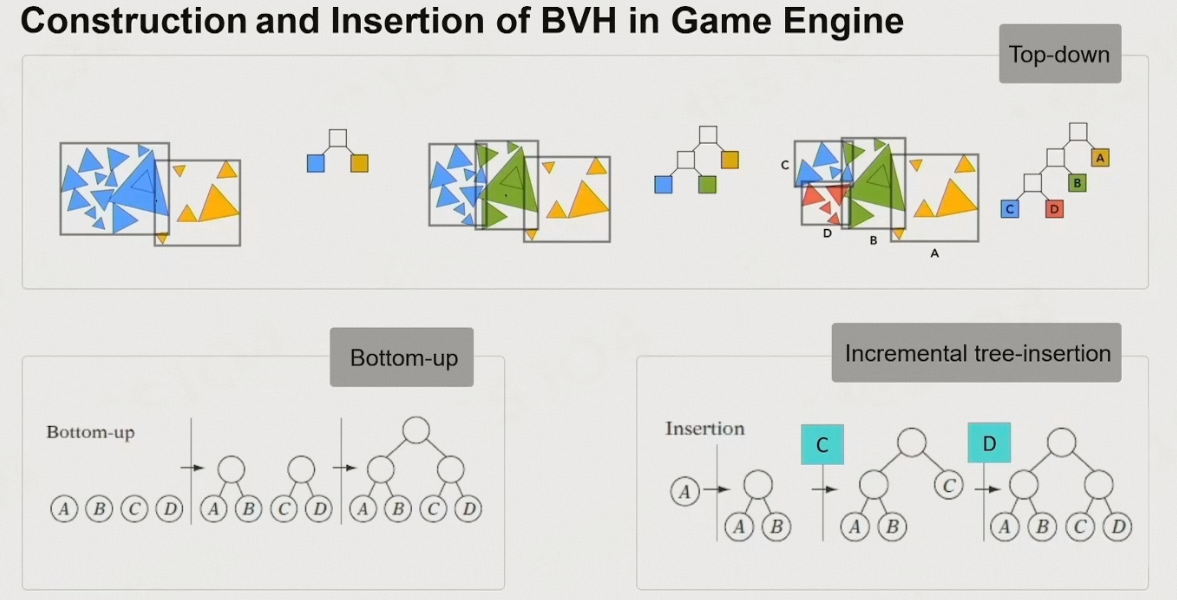 Construction and Insertion of BVH in Game Engine
Top-down
C
D
B
A
A
B
C
D
Bottom-up
Bottom-up
A B C D A B C D A B C D
Incremental tree-insertion
Insertion
C
D
A
C
A B A B A B C D